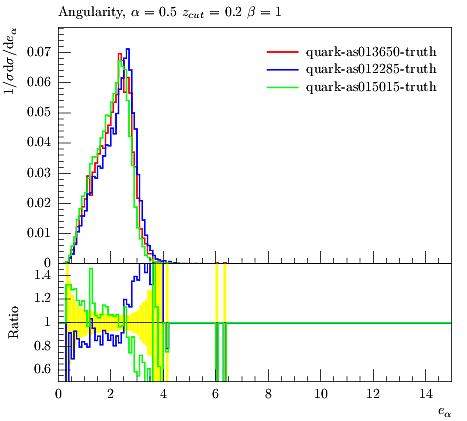 Angularity, α = 0.5 z_cut = 0.2 β = 1
1/σ dσ/de_α
quark-as013650-truth
quark-as012285-truth
quark-as015015-truth
0.07
0.06
0.05
0.04
0.03
0.02
0.01
0
Ratio
1.4
1.2
1
0.8
0.6
0 2 4 6 8 10 12 14
e_α